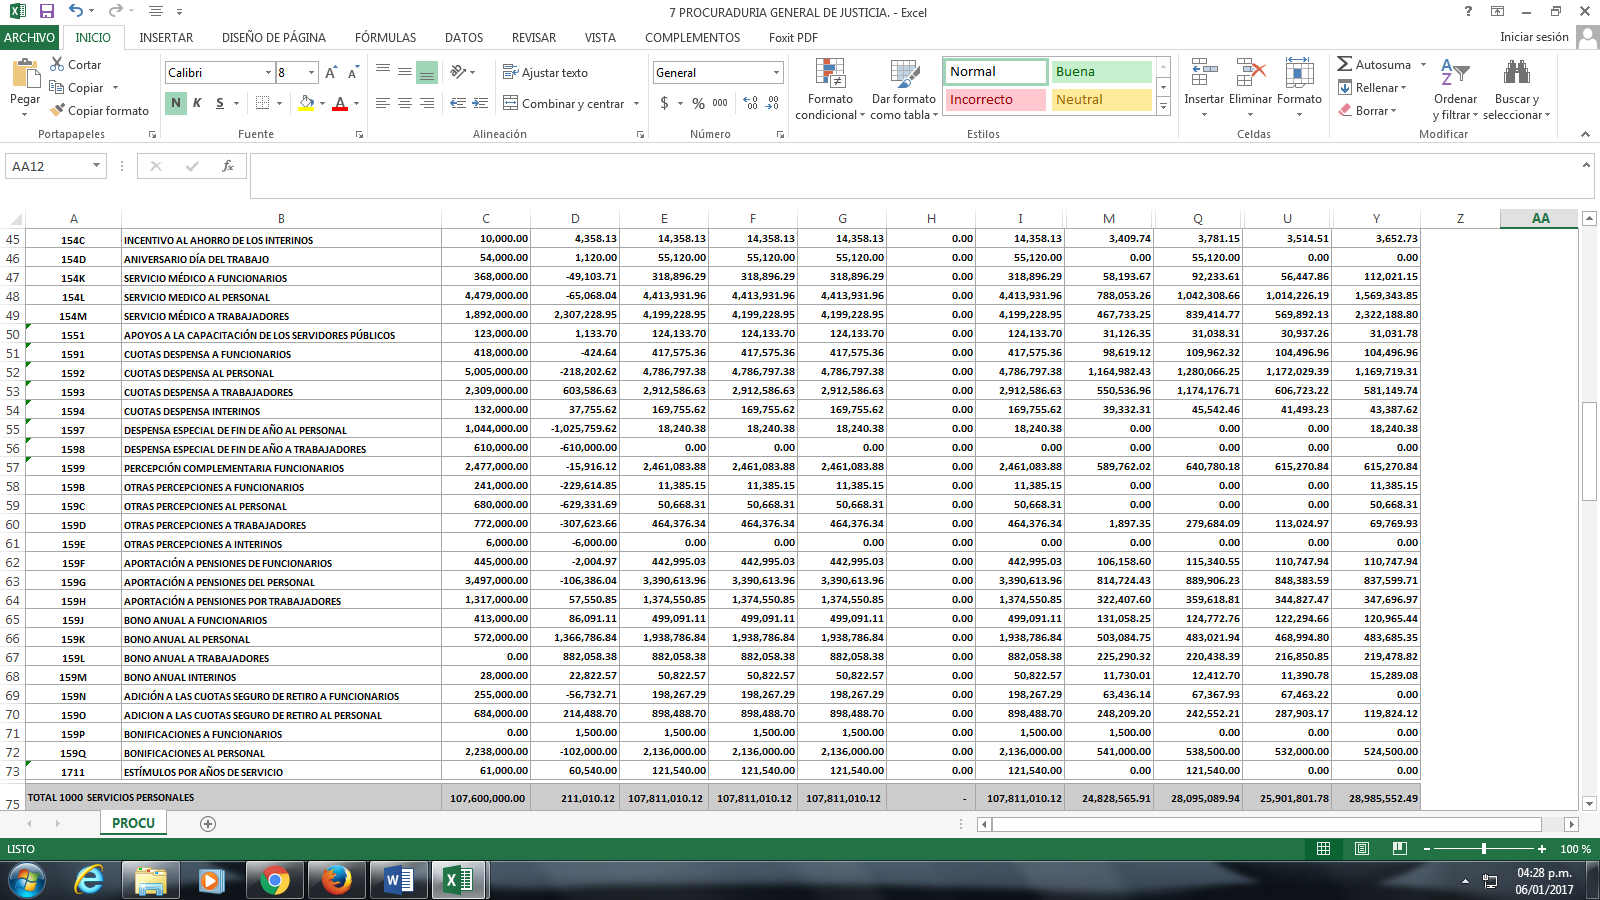 7 PROCURADURIA GENERAL DE JUSTICIA. - Excel
ARCHIVO INICIO INSERTAR DISEÑO DE PÁGINA FÓRMULAS DATOS REVISAR VISTA COMPLEMENTOS Foxit PDF Iniciar sesión
Pegar Cortar Copiar Copiar formato Portapapeles
Calibri 8 N K S Fuente
Ajustar texto Combinar y centrar Alineación
General $ % 000 Número
Formato condicional Dar formato como tabla Normal Buena Incorrecto Neutral Estilos
Insertar Eliminar Formato Celdas
Autosuma Rellenar Borrar Ordenar y filtrar Buscar y seleccionar Modificar
AA12 fx
A B C D E F G H I M Q U Y Z AA
45 154C INCENTIVO AL AHORRO DE LOS INTERINOS 10,000.00 4,358.13 14,358.13 14,358.13 14,358.13 0.00 14,358.13 3,409.74 3,781.15 3,514.51 3,652.73
46 154D ANIVERSARIO DÍA DEL TRABAJO 54,000.00 1,120.00 55,120.00 55,120.00 55,120.00 0.00 55,120.00 0.00 55,120.00 0.00 0.00
47 154K SERVICIO MÉDICO A FUNCIONARIOS 368,000.00 -49,103.71 318,896.29 318,896.29 318,896.29 0.00 318,896.29 58,193.67 92,233.61 56,447.86 112,021.15
48 154L SERVICIO MEDICO AL PERSONAL 4,479,000.00 -65,068.04 4,413,931.96 4,413,931.96 4,413,931.96 0.00 4,413,931.96 788,053.26 1,042,308.66 1,014,226.19 1,569,343.85
49 154M SERVICIO MÉDICO A TRABAJADORES 1,892,000.00 2,307,228.95 4,199,228.95 4,199,228.95 4,199,228.95 0.00 4,199,228.95 467,733.25 839,414.77 569,892.13 2,322,188.80
50 1551 APOYOS A LA CAPACITACIÓN DE LOS SERVIDORES PÚBLICOS 123,000.00 1,133.70 124,133.70 124,133.70 124,133.70 0.00 124,133.70 31,126.35 31,038.31 30,937.26 31,031.78
51 1591 CUOTAS DESPENSA A FUNCIONARIOS 418,000.00 -424.64 417,575.36 417,575.36 417,575.36 0.00 417,575.36 98,619.12 109,962.32 104,496.96 104,496.96
52 1592 CUOTAS DESPENSA AL PERSONAL 5,005,000.00 -218,202.62 4,786,797.38 4,786,797.38 4,786,797.38 0.00 4,786,797.38 1,164,982.43 1,280,066.25 1,172,029.39 1,169,719.31
53 1593 CUOTAS DESPENSA A TRABAJADORES 2,309,000.00 603,586.63 2,912,586.63 2,912,586.63 2,912,586.63 0.00 2,912,586.63 550,536.96 1,174,176.71 606,723.22 581,149.74
54 1594 CUOTAS DESPENSA INTERINOS 132,000.00 37,755.62 169,755.62 169,755.62 169,755.62 0.00 169,755.62 39,332.31 45,542.46 41,493.23 43,387.62
55 1597 DESPENSA ESPECIAL DE FIN DE AÑO AL PERSONAL 1,044,000.00 -1,025,759.62 18,240.38 18,240.38 18,240.38 0.00 18,240.38 0.00 0.00 0.00 18,240.38
56 1598 DESPENSA ESPECIAL DE FIN DE AÑO A TRABAJADORES 610,000.00 -610,000.00 0.00 0.00 0.00 0.00 0.00 0.00 0.00 0.00 0.00
57 1599 PERCEPCIÓN COMPLEMENTARIA FUNCIONARIOS 2,477,000.00 -15,916.12 2,461,083.88 2,461,083.88 2,461,083.88 0.00 2,461,083.88 589,762.02 640,780.18 615,270.84 615,270.84
58 159B OTRAS PERCEPCIONES A FUNCIONARIOS 241,000.00 -229,614.85 11,385.15 11,385.15 11,385.15 0.00 11,385.15 0.00 0.00 0.00 11,385.15
59 159C OTRAS PERCEPCIONES AL PERSONAL 680,000.00 -629,331.69 50,668.31 50,668.31 50,668.31 0.00 50,668.31 0.00 0.00 0.00 50,668.31
60 159D OTRAS PERCEPCIONES A TRABAJADORES 772,000.00 -307,623.66 464,376.34 464,376.34 464,376.34 0.00 464,376.34 1,897.35 279,684.09 113,024.97 69,769.93
61 159E OTRAS PERCEPCIONES A INTERINOS 6,000.00 -6,000.00 0.00 0.00 0.00 0.00 0.00 0.00 0.00 0.00 0.00
62 159F APORTACIÓN A PENSIONES DE FUNCIONARIOS 445,000.00 -2,004.97 442,995.03 442,995.03 442,995.03 0.00 442,995.03 106,158.60 115,340.55 110,747.94 110,747.94
63 159G APORTACIÓN A PENSIONES DEL PERSONAL 3,497,000.00 -106,386.04 3,390,613.96 3,390,613.96 3,390,613.96 0.00 3,390,613.96 814,724.43 889,906.23 848,383.59 837,599.71
64 159H APORTACIÓN A PENSIONES POR TRABAJADORES 1,317,000.00 57,550.85 1,374,550.85 1,374,550.85 1,374,550.85 0.00 1,374,550.85 322,407.60 359,618.81 344,827.47 347,696.97
65 159J BONO ANUAL A FUNCIONARIOS 413,000.00 86,091.11 499,091.11 499,091.11 499,091.11 0.00 499,091.11 131,058.25 124,772.76 122,294.66 120,965.44
66 159K BONO ANUAL AL PERSONAL 572,000.00 1,366,786.84 1,938,786.84 1,938,786.84 1,938,786.84 0.00 1,938,786.84 503,084.75 483,021.94 468,994.80 483,685.35
67 159L BONO ANUAL A TRABAJADORES 0.00 882,058.38 882,058.38 882,058.38 882,058.38 0.00 882,058.38 225,290.32 220,438.39 216,850.85 219,478.82
68 159M BONO ANUAL INTERINOS 28,000.00 22,822.57 50,822.57 50,822.57 50,822.57 0.00 50,822.57 11,730.01 12,412.70 11,390.78 15,289.08
69 159N ADICIÓN A LAS CUOTAS SEGURO DE RETIRO A FUNCIONARIOS 255,000.00 -56,732.71 198,267.29 198,267.29 198,267.29 0.00 198,267.29 63,436.14 67,367.93 67,463.22 0.00
70 159O ADICION A LAS CUOTAS SEGURO DE RETIRO AL PERSONAL 684,000.00 214,488.70 898,488.70 898,488.70 898,488.70 0.00 898,488.70 248,209.20 242,552.21 287,903.17 119,824.12
71 159P BONIFICACIONES A FUNCIONARIOS 0.00 1,500.00 1,500.00 1,500.00 1,500.00 0.00 1,500.00 1,500.00 0.00 0.00 0.00
72 159Q BONIFICACIONES AL PERSONAL 2,238,000.00 -102,000.00 2,136,000.00 2,136,000.00 2,136,000.00 0.00 2,136,000.00 541,000.00 538,500.00 532,000.00 524,500.00
73 1711 ESTÍMULOS POR AÑOS DE SERVICIO 61,000.00 60,540.00 121,540.00 121,540.00 121,540.00 0.00 121,540.00 0.00 121,540.00 0.00 0.00
75 TOTAL 1000 SERVICIOS PERSONALES 107,600,000.00 211,010.12 107,811,010.12 107,811,010.12 107,811,010.12 - 107,811,010.12 24,828,565.91 28,095,089.94 25,901,801.78 28,985,552.49
PROCU
LISTO 100 %
04:28 p.m.
06/01/2017